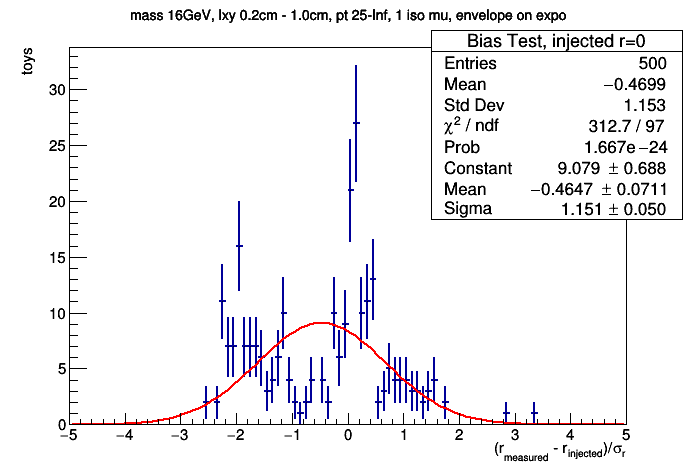 mass 16GeV, lxy 0.2cm - 1.0cm, pt 25-Inf, 1 iso mu, envelope on expo
toys
Bias Test, injected r=0
Entries 500
Mean −0.4699
Std Dev 1.153
χ² / ndf 312.7 / 97
Prob 1.667e−24
Constant 9.079 ± 0.688
Mean −0.4647 ± 0.0711
Sigma 1.151 ± 0.050
30
25
20
15
10
5
0
−5 −4 −3 −2 −1 0 1 2 3 4 5
(r_measured - r_injected)/σ_r